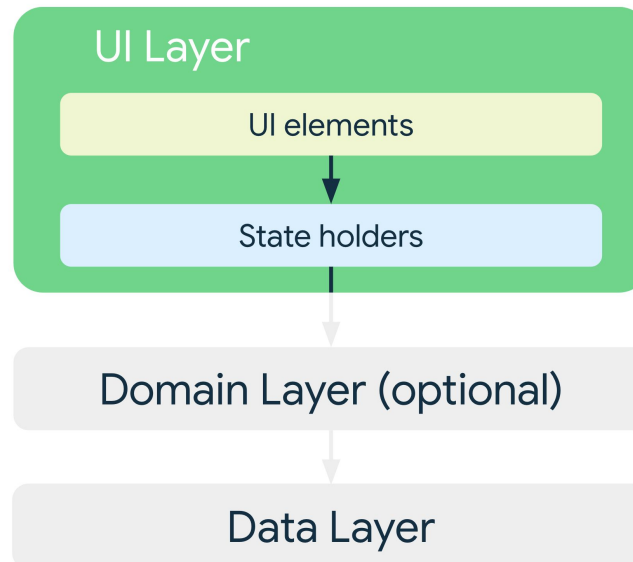 UI Layer
UI elements
State holders
Domain Layer (optional)
Data Layer